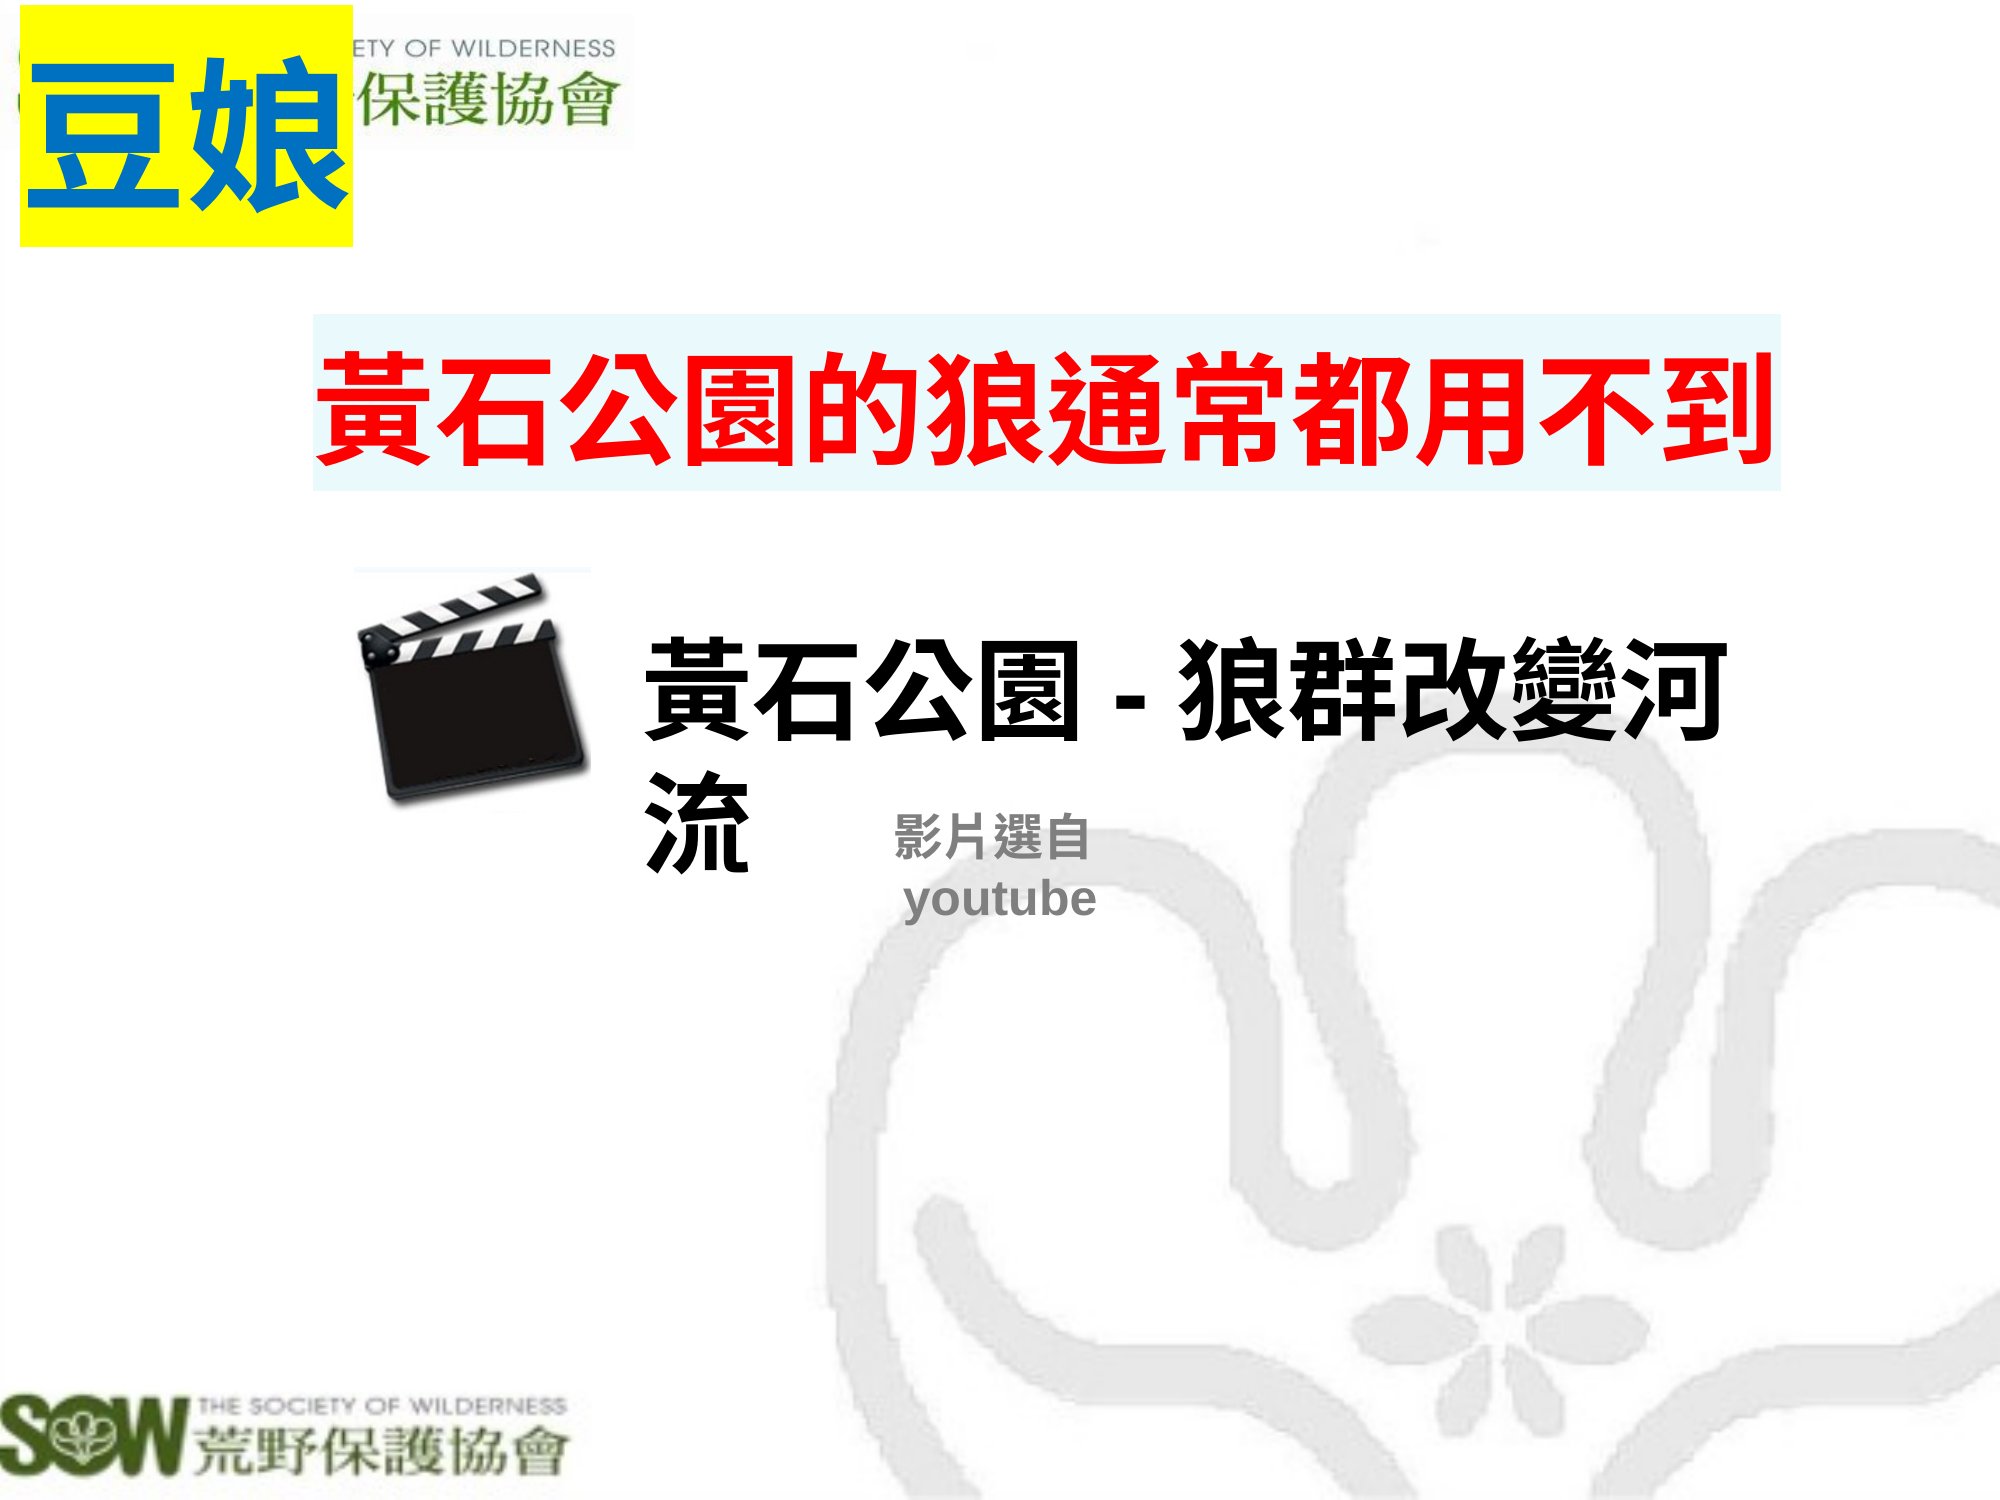 豆娘
ETY OF WILDERNESS
保護協會
黃石公園的狼通常都用不到
黃石公園 - 狼群改變河
流
影片選自
youtube
SOW THE SOCIETY OF WILDERNESS
荒野保護協會